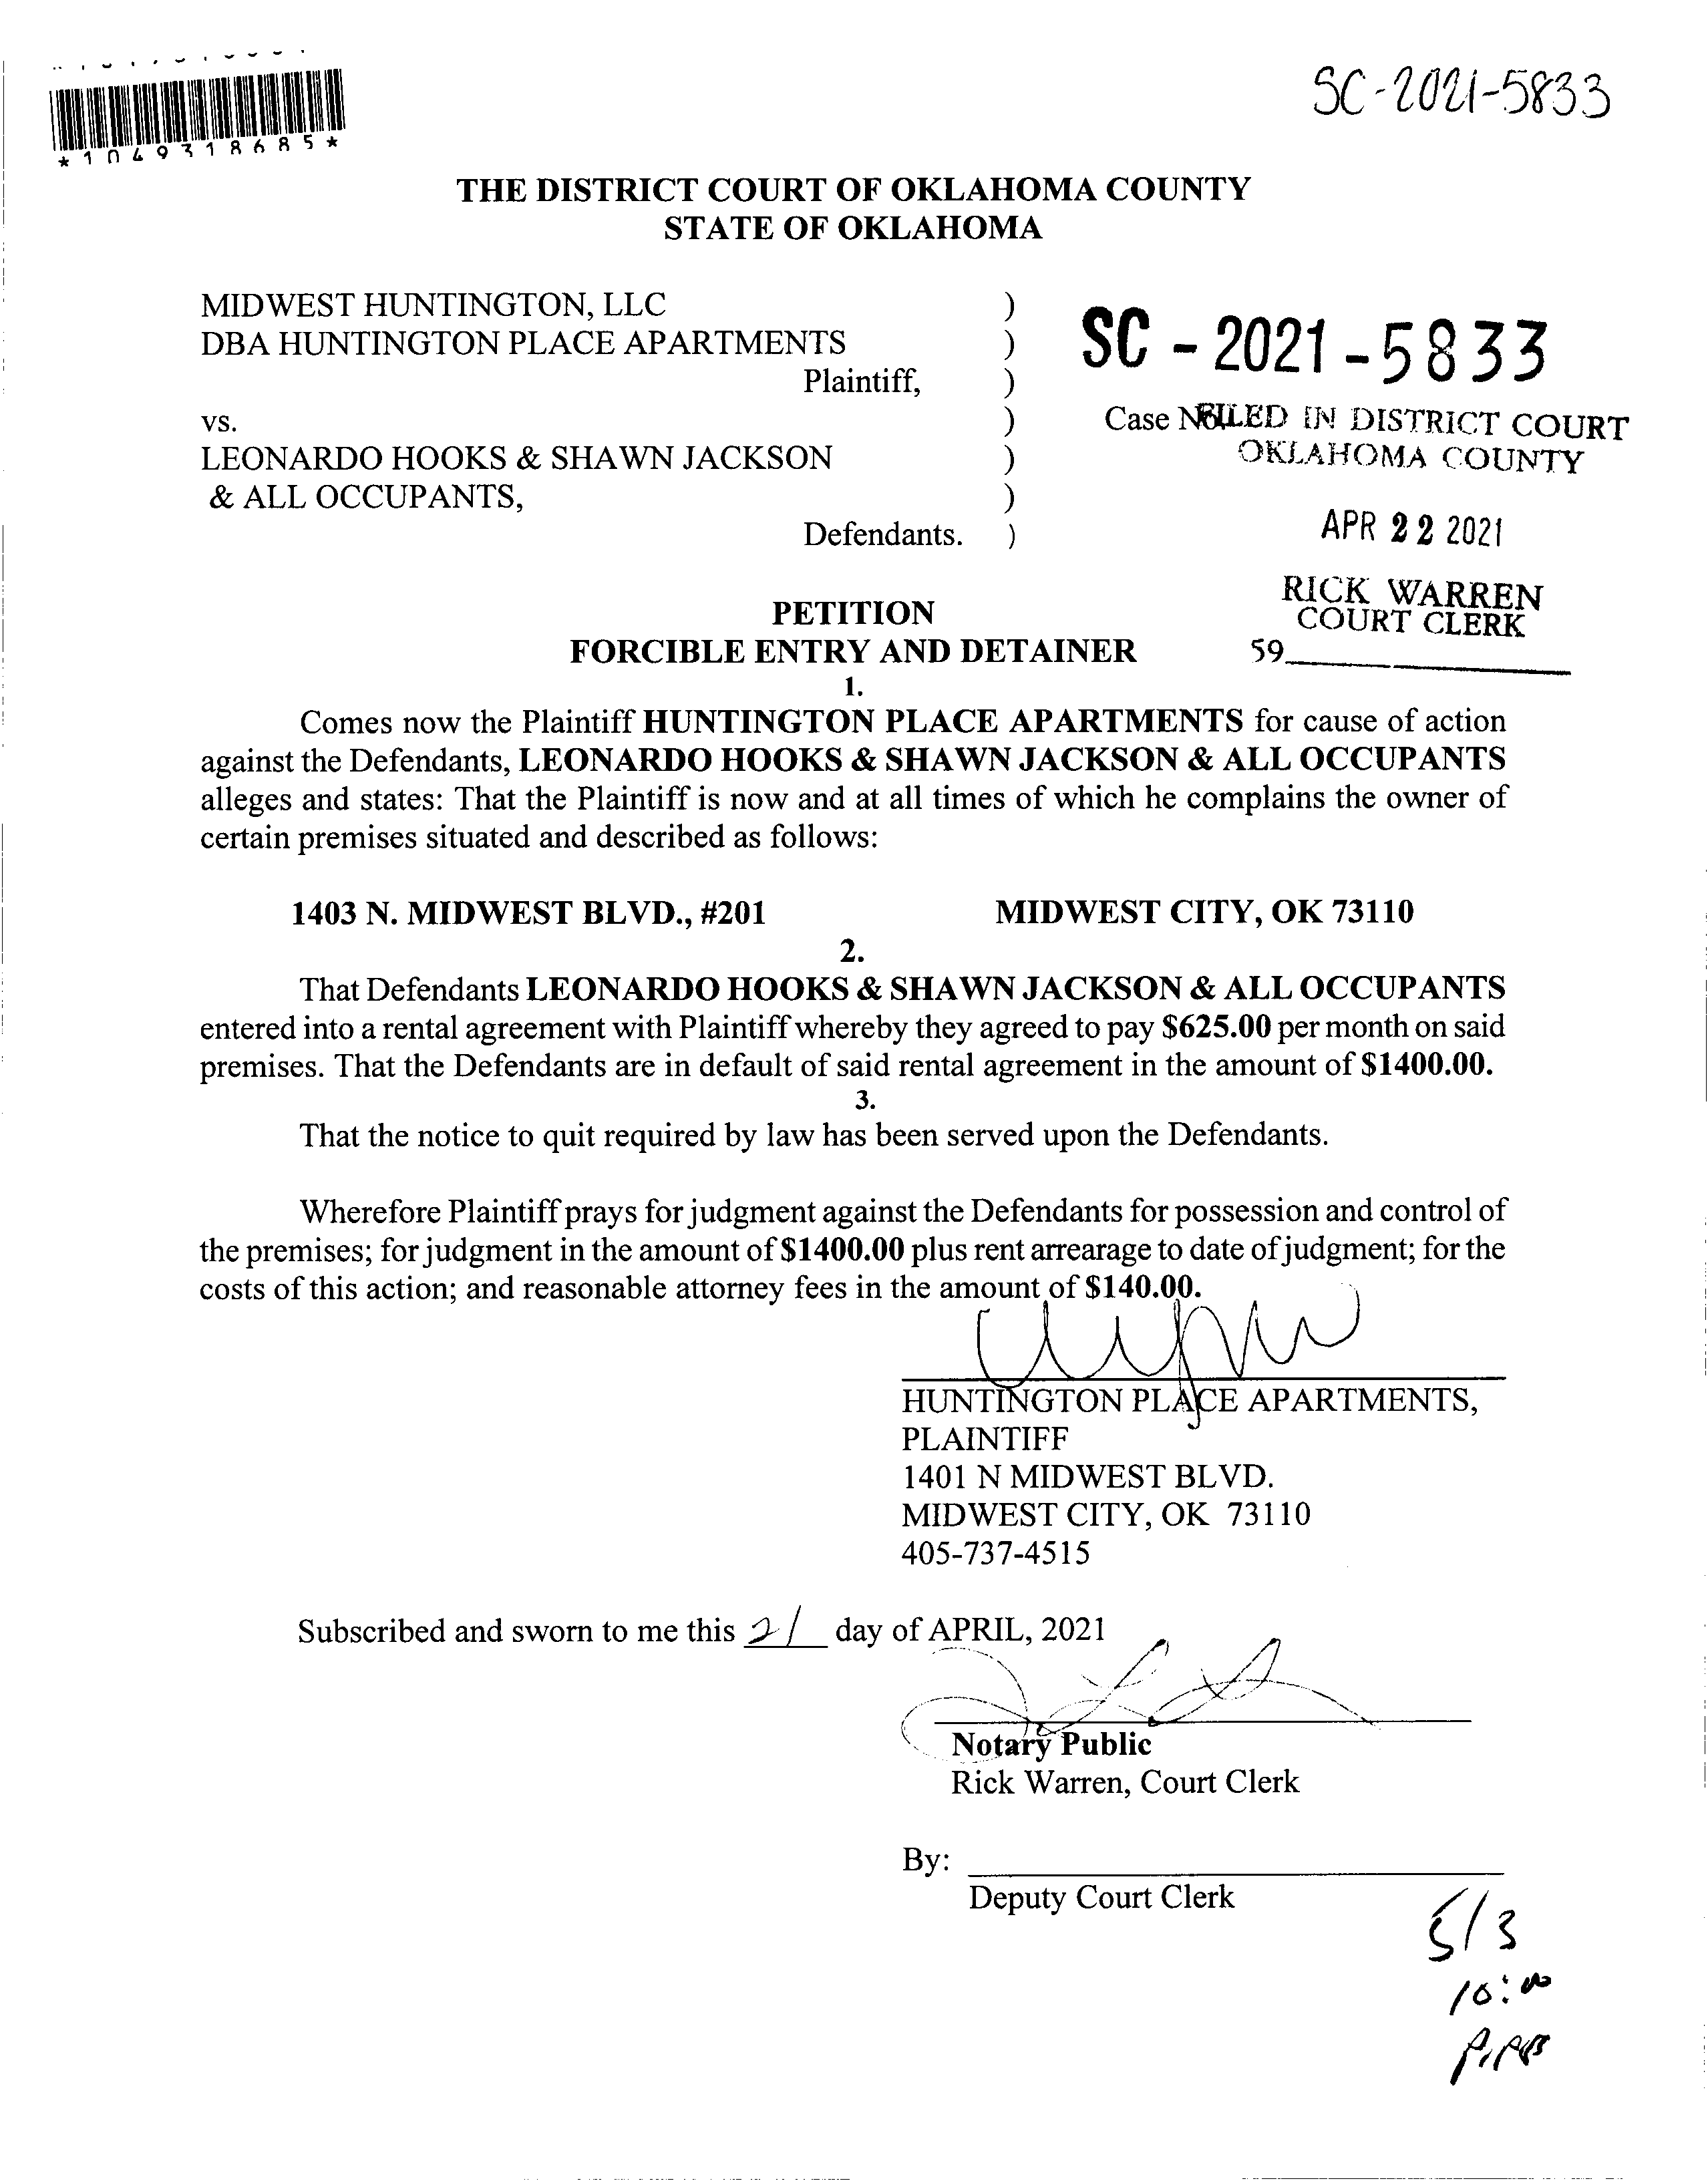 SC-2021-5833
*1049318685*
THE DISTRICT COURT OF OKLAHOMA COUNTY
STATE OF OKLAHOMA
MIDWEST HUNTINGTON, LLC )
DBA HUNTINGTON PLACE APARTMENTS )
Plaintiff, )
SC - 2021 - 5833
vs. )
LEONARDO HOOKS & SHAWN JACKSON )
& ALL OCCUPANTS, )
Defendants. )
Case No
FILED IN DISTRICT COURT
OKLAHOMA COUNTY
APR 22 2021
RICK WARREN
COURT CLERK
59
PETITION
FORCIBLE ENTRY AND DETAINER
1.
Comes now the Plaintiff HUNTINGTON PLACE APARTMENTS for cause of action
against the Defendants, LEONARDO HOOKS & SHAWN JACKSON & ALL OCCUPANTS
alleges and states: That the Plaintiff is now and at all times of which he complains the owner of
certain premises situated and described as follows:
1403 N. MIDWEST BLVD., #201 MIDWEST CITY, OK 73110
2.
That Defendants LEONARDO HOOKS & SHAWN JACKSON & ALL OCCUPANTS
entered into a rental agreement with Plaintiff whereby they agreed to pay $625.00 per month on said
premises. That the Defendants are in default of said rental agreement in the amount of $1400.00.
3.
That the notice to quit required by law has been served upon the Defendants.
Wherefore Plaintiff prays for judgment against the Defendants for possession and control of
the premises; for judgment in the amount of $1400.00 plus rent arrearage to date of judgment; for the
costs of this action; and reasonable attorney fees in the amount of $140.00.
HUNTINGTON PLACE APARTMENTS,
PLAINTIFF
1401 N MIDWEST BLVD.
MIDWEST CITY, OK 73110
405-737-4515
Subscribed and sworn to me this 21 day of APRIL, 2021
Notary Public
Rick Warren, Court Clerk
By:
Deputy Court Clerk
5/3
10:00